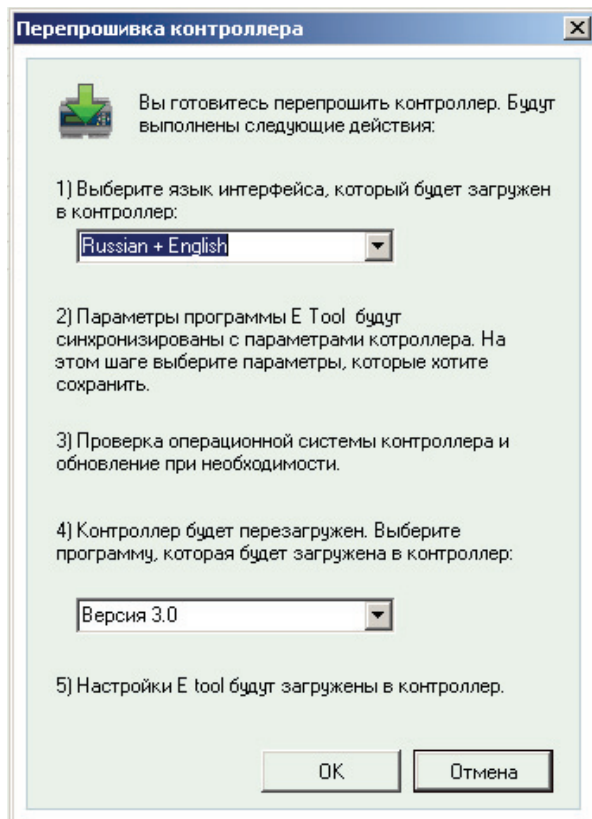 Перепрошивка контроллера
Вы готовитесь перепрошить контроллер. Будут
выполнены следующие действия:
1) Выберите язык интерфейса, который будет загружен
в контроллер:
Russian + English
2) Параметры программы E Tool будут
синхронизированы с параметрами котроллера. На
этом шаге выберите параметры, которые хотите
сохранить.
3) Проверка операционной системы контроллера и
обновление при необходимости.
4) Контроллер будет перезагружен. Выберите
программу, которая будет загружена в контроллер:
Версия 3.0
5) Настройки E tool будут загружены в контроллер.
OK
Отмена